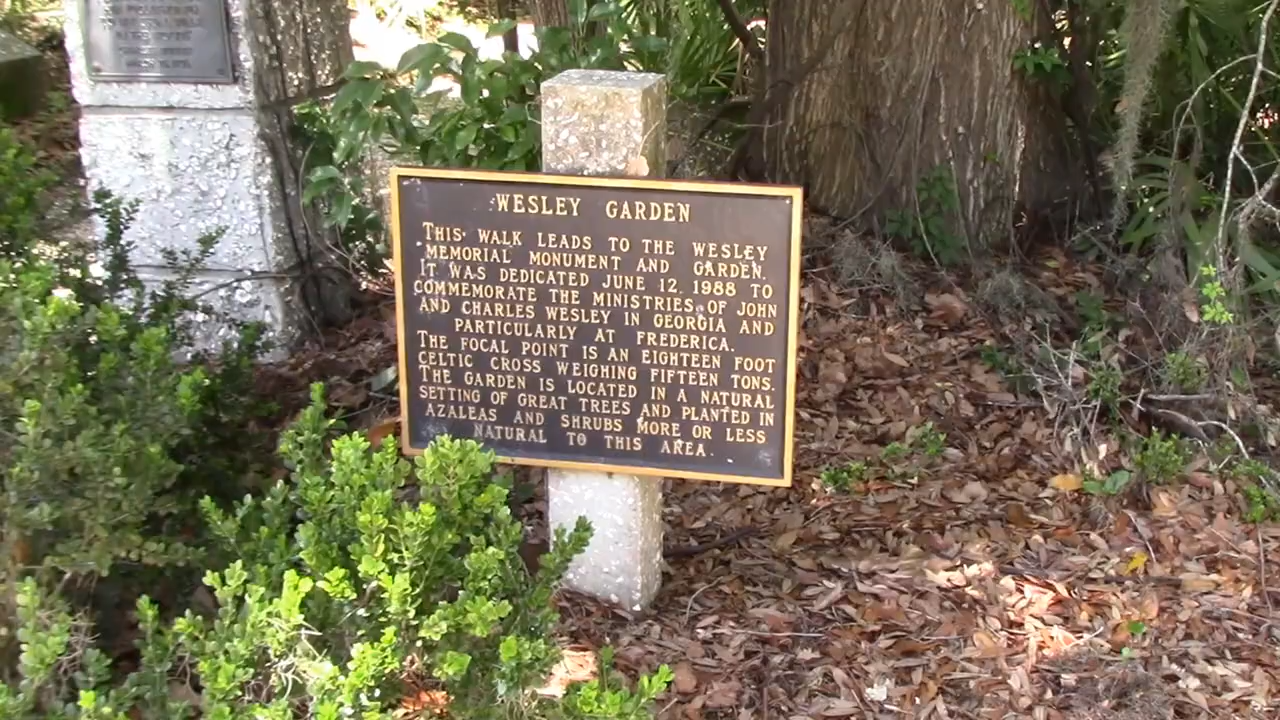 WESLEY GARDEN
THIS WALK LEADS TO THE WESLEY
MEMORIAL MONUMENT AND GARDEN.
IT WAS DEDICATED JUNE 12, 1988 TO
COMMEMORATE THE MINISTRIES OF JOHN
AND CHARLES WESLEY IN GEORGIA AND
PARTICULARLY AT FREDERICA.
THE FOCAL POINT IS AN EIGHTEEN FOOT
CELTIC CROSS WEIGHING FIFTEEN TONS.
THE GARDEN IS LOCATED IN A NATURAL
SETTING OF GREAT TREES AND PLANTED IN
AZALEAS AND SHRUBS MORE OR LESS
NATURAL TO THIS AREA.